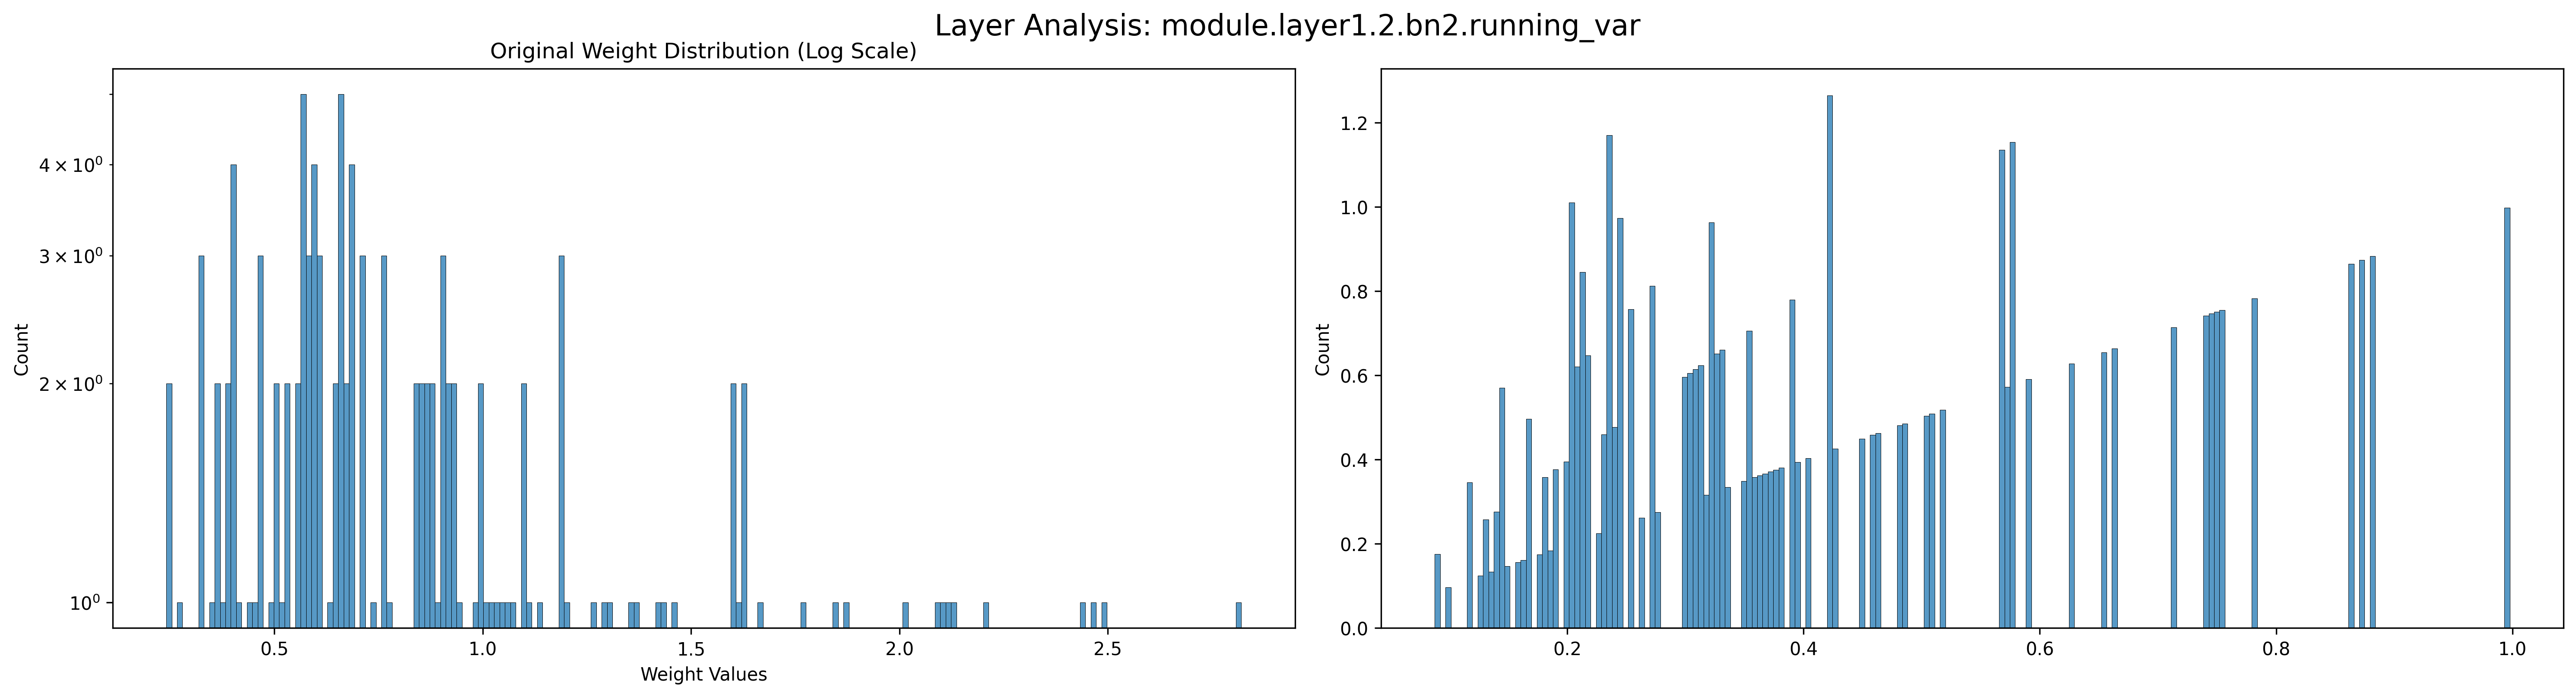 Layer Analysis: module.layer1.2.bn2.running_var
Original Weight Distribution (Log Scale)
Count
4 × 10⁰
3 × 10⁰
2 × 10⁰
10⁰
0.5
1.0
1.5
2.0
2.5
Weight Values
Count
1.2
1.0
0.8
0.6
0.4
0.2
0.0
0.2
0.4
0.6
0.8
1.0